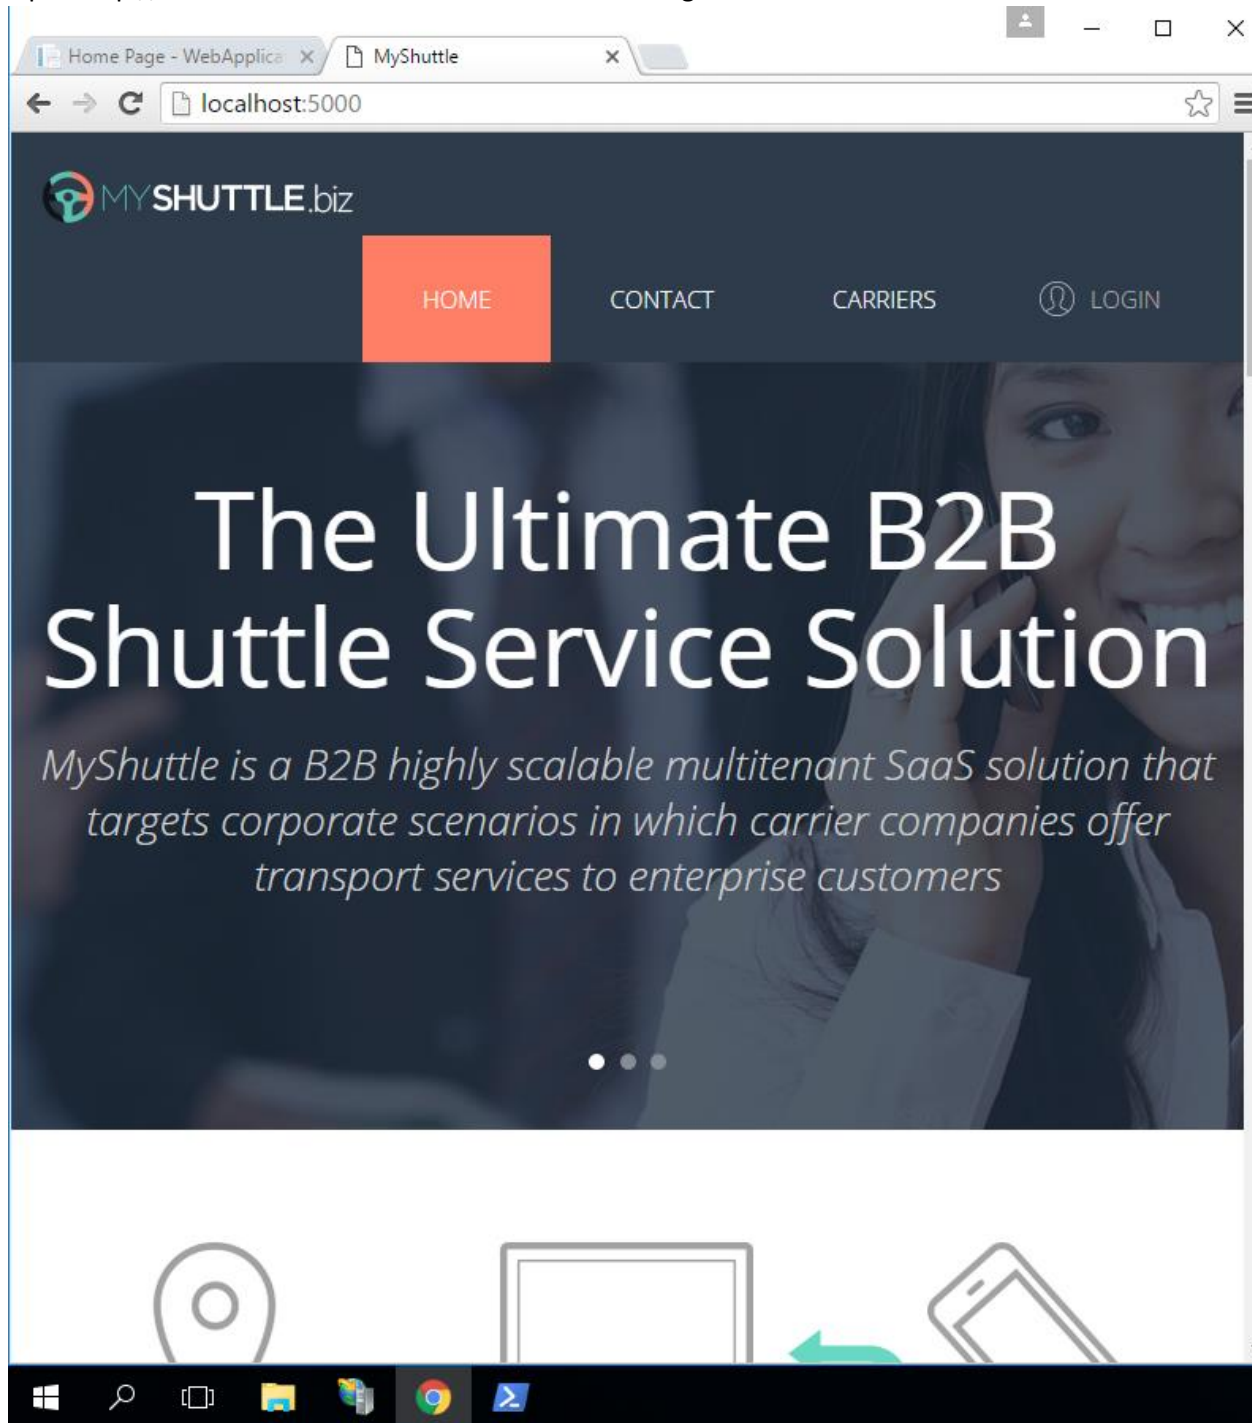 Home Page - WebApplica
MyShuttle
localhost:5000
MYSHUTTLE.biz
HOME
CONTACT
CARRIERS
LOGIN
The Ultimate B2B
Shuttle Service Solution
MyShuttle is a B2B highly scalable multitenant SaaS solution that
targets corporate scenarios in which carrier companies offer
transport services to enterprise customers